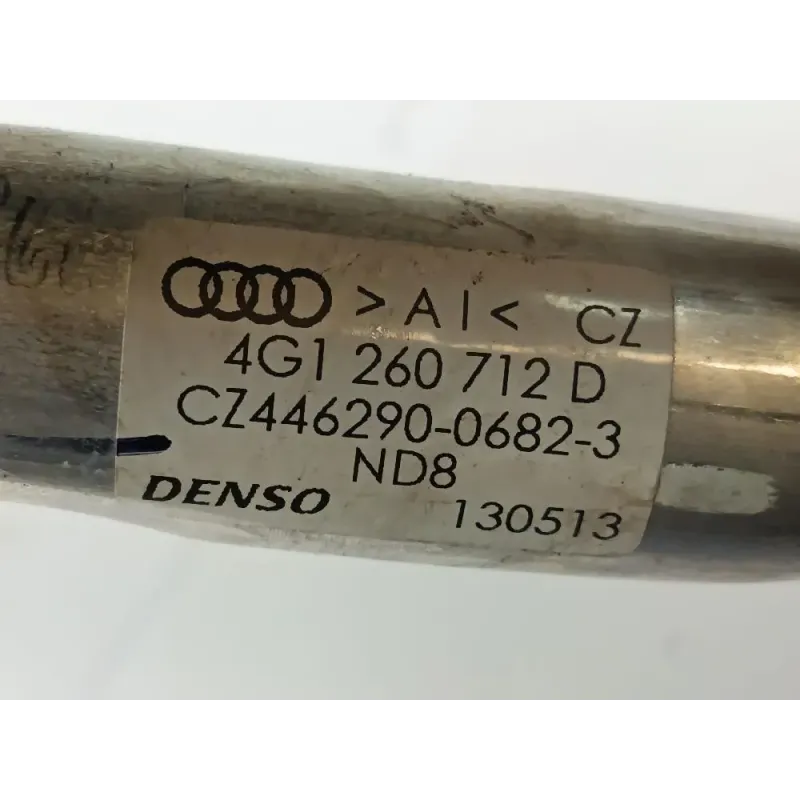 >AI< CZ
4G1 260 712 D
CZ446290-0682-3
ND8
DENSO 130513